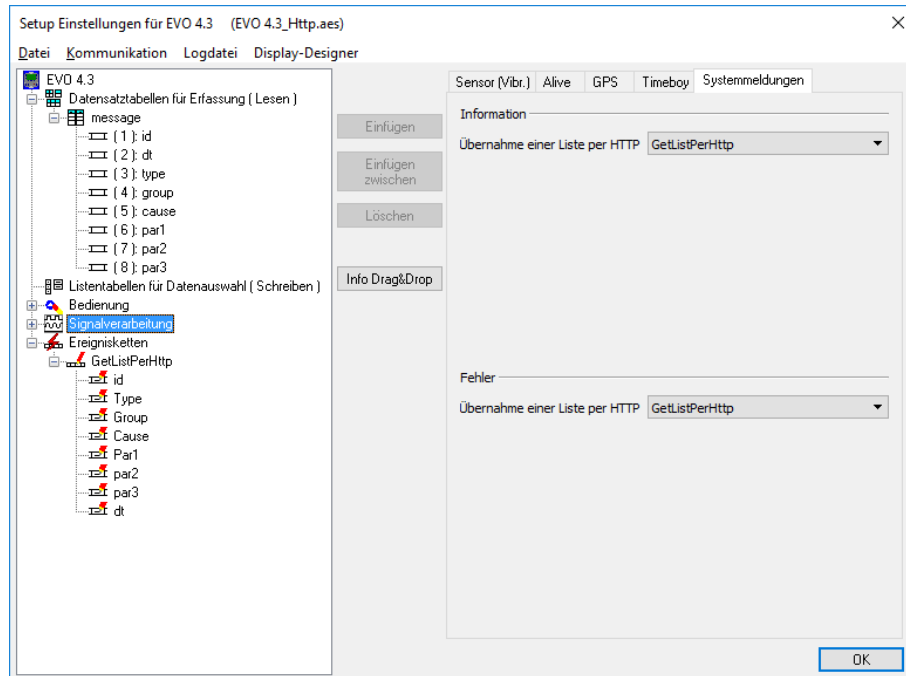 Setup Einstellungen für EVO 4.3 (EVO 4.3_Http.aes)
Datei Kommunikation Logdatei Display-Designer
EVO 4.3
Datensatztabellen für Erfassung ( Lesen )
message
( 1 ): id
( 2 ): dt
( 3 ): type
( 4 ): group
( 5 ): cause
( 6 ): par1
( 7 ): par2
( 8 ): par3
Listentabellen für Datenauswahl ( Schreiben )
Bedienung
Signalverarbeitung
Ereignisketten
GetListPerHttp
id
Type
Group
Cause
Par1
par2
par3
dt
Einfügen
Einfügen
zwischen
Löschen
Info Drag&Drop
Sensor (Vibr.) Alive GPS Timeboy Systemmeldungen
Information
Übernahme einer Liste per HTTP GetListPerHttp
Fehler
Übernahme einer Liste per HTTP GetListPerHttp
OK